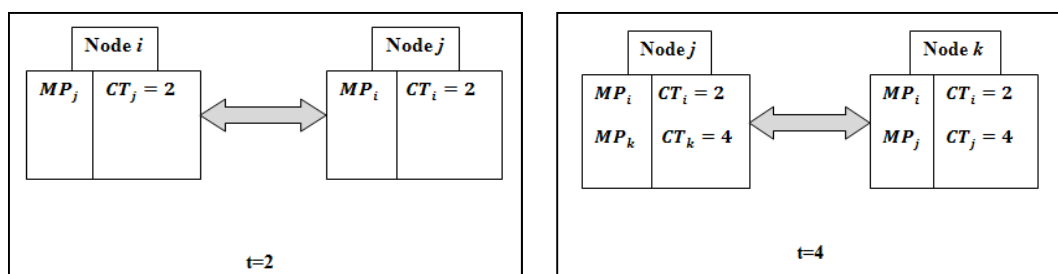 Node i
Node j
MP_j CT_j = 2
MP_i CT_i = 2
t=2
Node j
Node k
MP_i CT_i = 2
MP_k CT_k = 4
MP_i CT_i = 2
MP_j CT_j = 4
t=4